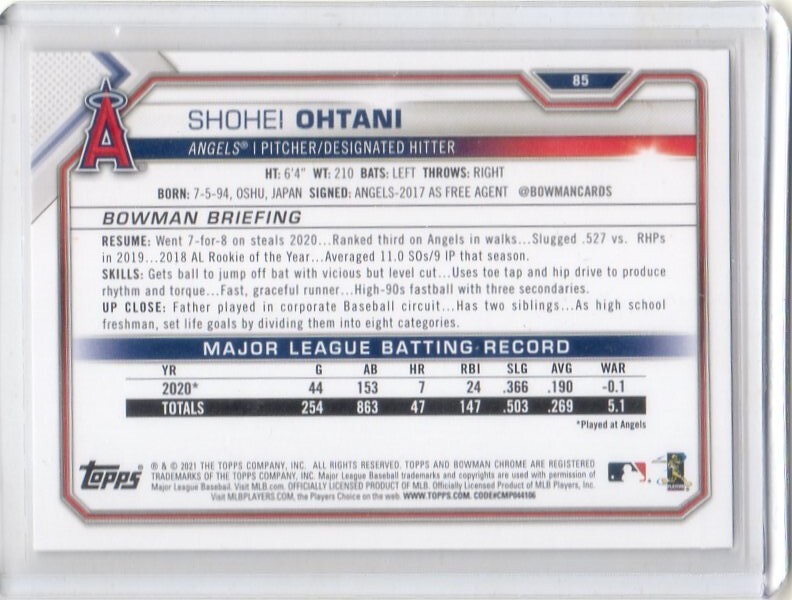 85
SHOHEI OHTANI
ANGELS® | PITCHER/DESIGNATED HITTER
HT: 6'4" WT: 210 BATS: LEFT THROWS: RIGHT
BORN: 7-5-94, OSHU, JAPAN SIGNED: ANGELS-2017 AS FREE AGENT @BOWMANCARDS
BOWMAN BRIEFING
RESUME: Went 7-for-8 on steals 2020...Ranked third on Angels in walks...Slugged .527 vs. RHPs
in 2019...2018 AL Rookie of the Year...Averaged 11.0 SOs/9 IP that season.
SKILLS: Gets ball to jump off bat with vicious but level cut...Uses toe tap and hip drive to produce
rhythm and torque...Fast, graceful runner...High-90s fastball with three secondaries.
UP CLOSE: Father played in corporate Baseball circuit...Has two siblings...As high school
freshman, set life goals by dividing them into eight categories.
MAJOR LEAGUE BATTING RECORD
YR G AB HR RBI SLG AVG WAR
2020* 44 153 7 24 .366 .190 -0.1
TOTALS 254 863 47 147 .503 .269 5.1
*Played at Angels
Topps
® & © 2021 THE TOPPS COMPANY, INC. ALL RIGHTS RESERVED. TOPPS AND BOWMAN CHROME ARE REGISTERED
TRADEMARKS OF THE TOPPS COMPANY, INC. Major League Baseball trademarks and copyrights are used with permission of
Major League Baseball. Visit MLB.com. OFFICIALLY LICENSED PRODUCT OF MLB. Officially Licensed Product of MLB Players, Inc.
Visit MLBPLAYERS.COM, the Players Choice on the web. WWW.TOPPS.COM. CODE#CMP044106